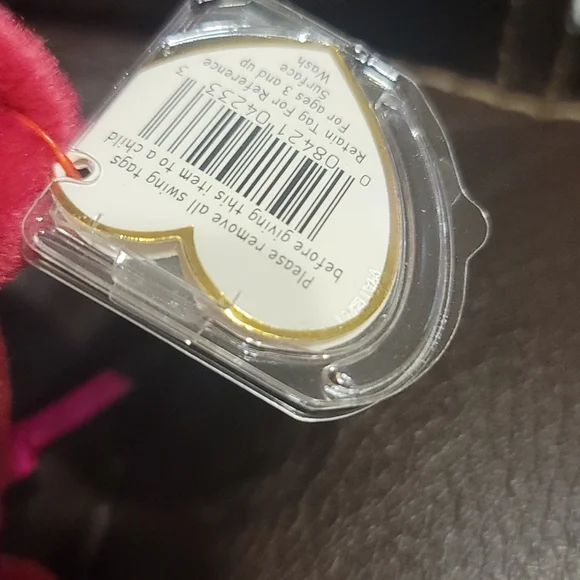 Please remove all swing tags
before giving this item to a child
0 08421 04233 3
Retain Tag For Reference
For ages 3 and up
Surface
Wash